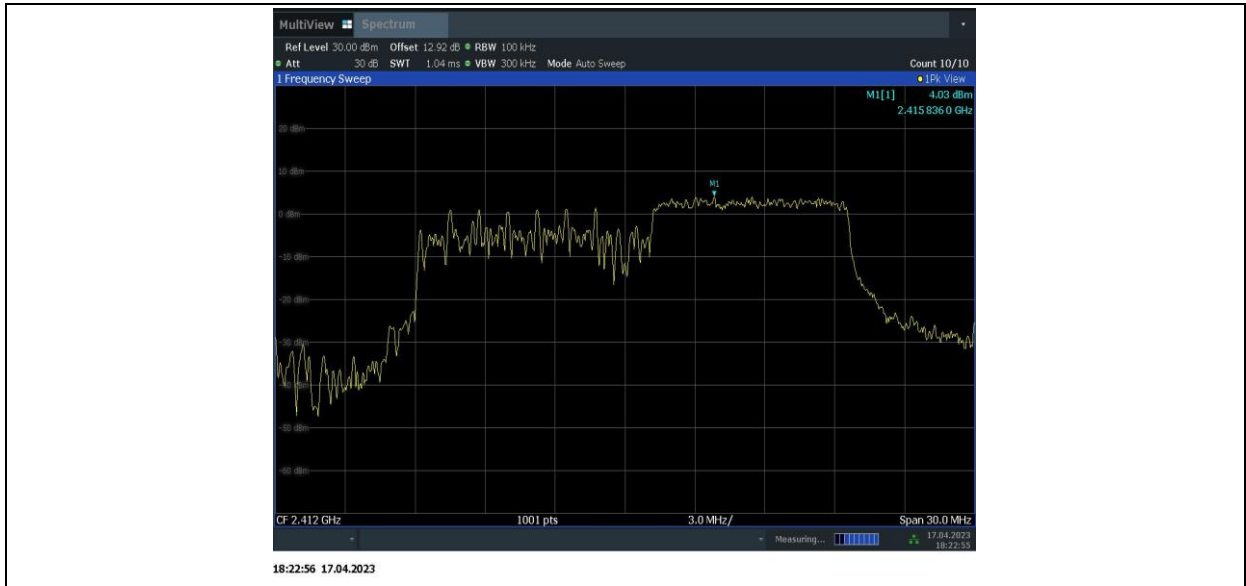 MultiView Spectrum
Ref Level 30.00 dBm Offset 12.92 dB RBW 100 kHz
Att 30 dB SWT 1.04 ms VBW 300 kHz Mode Auto Sweep Count 10/10
1 Frequency Sweep 1Pk View
M1[1] 4.03 dBm
2.415 836 0 GHz
20 dBm
10 dBm
M1
0 dBm
-10 dBm
-20 dBm
-30 dBm
-40 dBm
-50 dBm
-60 dBm
CF 2.412 GHz 1001 pts 3.0 MHz/ Span 30.0 MHz
Measuring... 17.04.2023
18:22:55
18:22:56 17.04.2023